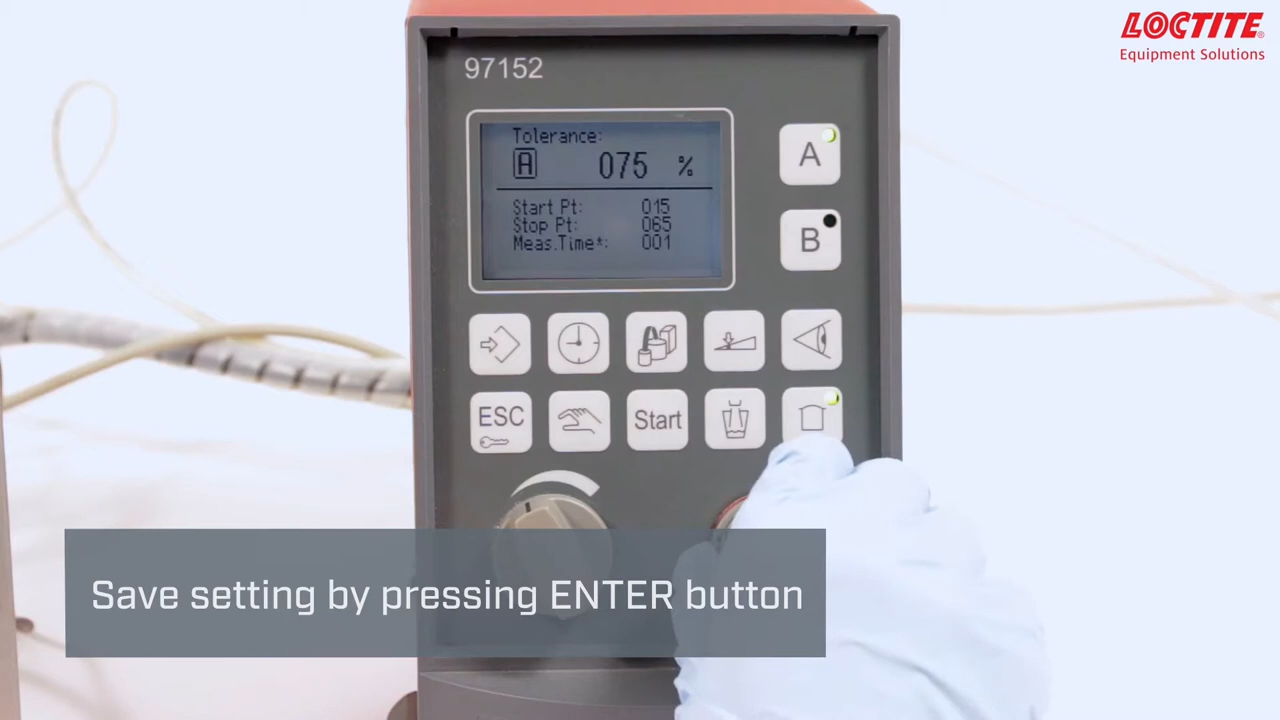 LOCTITE
Equipment Solutions
97152
Tolerance:
A 075 %
Start Pt: 015
Stop Pt: 065
Meas.Time*: 001
A
B
ESC
Start
Save setting by pressing ENTER button